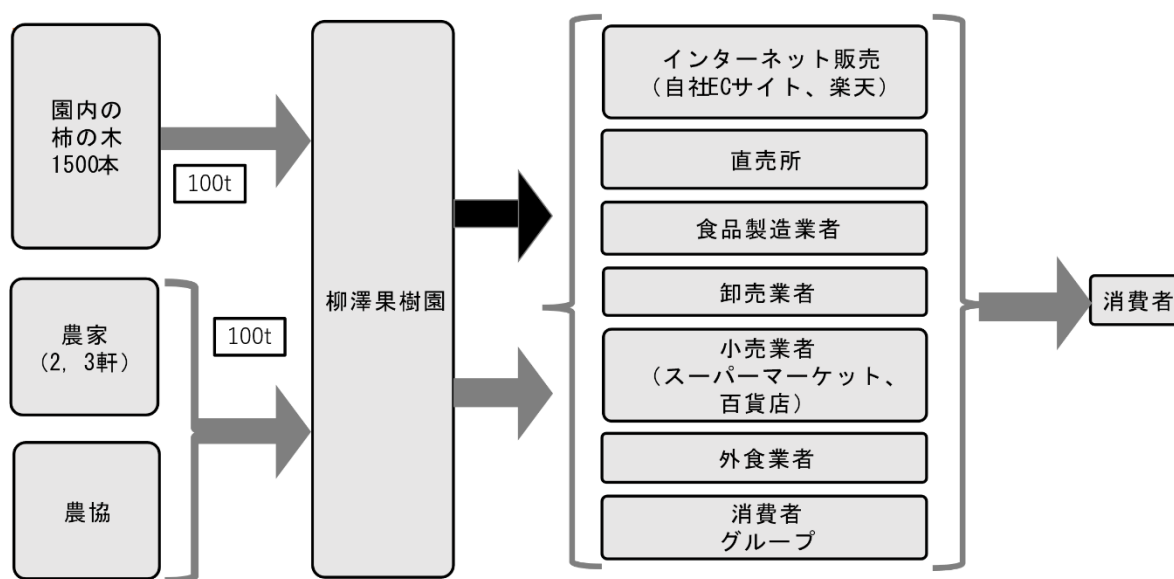 園内の
柿の木
1500本
100t
農家
(2, 3軒)
100t
農協
柳澤果樹園
インターネット販売
(自社ECサイト、楽天)
直売所
食品製造業者
卸売業者
小売業者
(スーパーマーケット、
百貨店)
外食業者
消費者
グループ
消費者